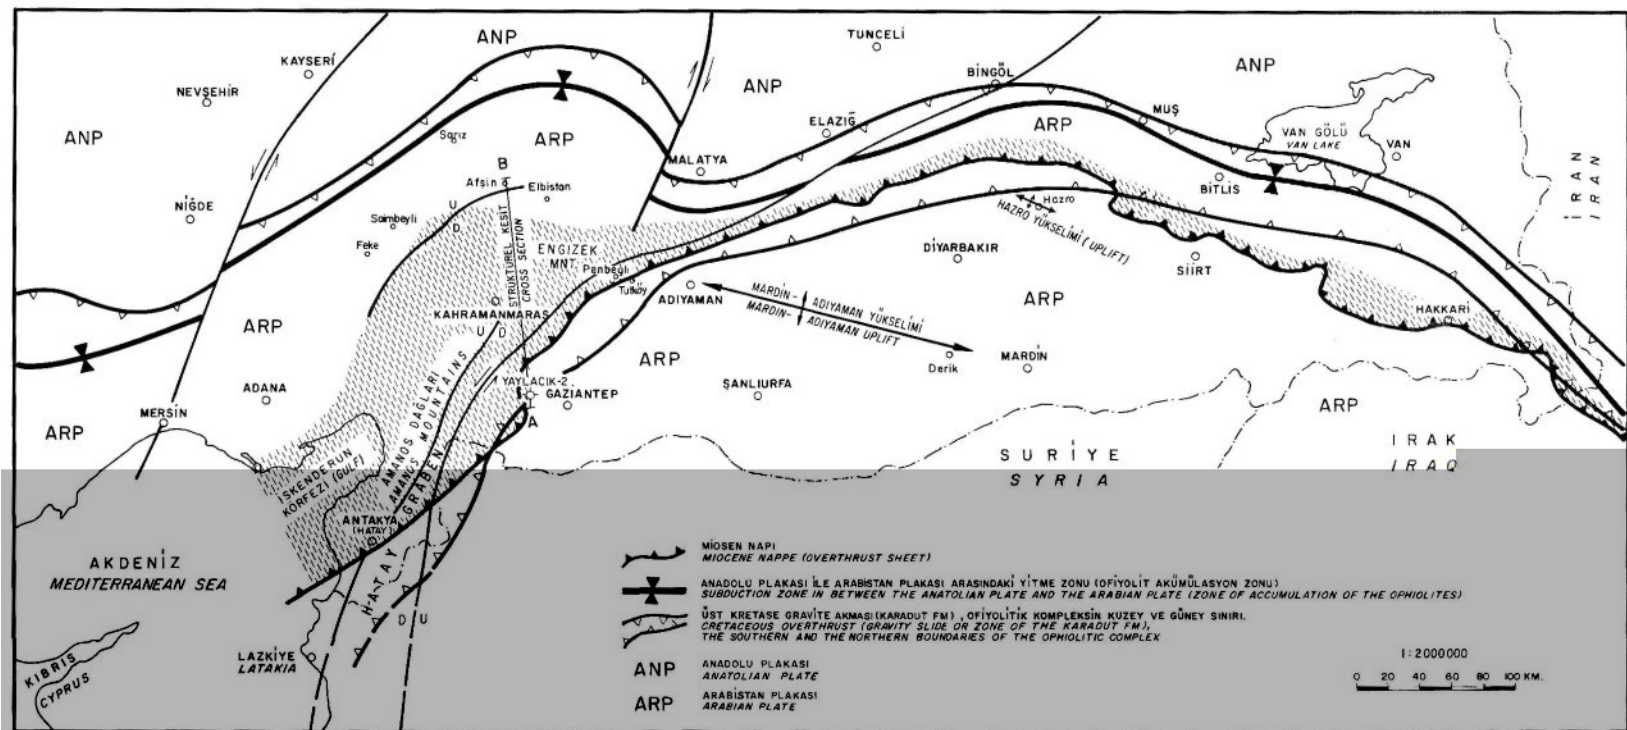 ANP
TUNCELİ
KAYSERİ
BİNGÖL
ANP
ANP
NEVŞEHİR
ANP
ELAZIĞ
MUŞ
VAN GÖLÜ
VAN LAKE
VAN
ARP
ARP
Sarız
B
MALATYA
Afşin
Elbistan
BİTLİS
İRAN
IRAN
NİĞDE
Saimbeyli
U
D
Feke
STRÜKTÜREL KESİT
CROSS SECTION
ENGIZEK
MNT.
Hazro
HAZRO YÜKSELİMİ (UPLIFT)
DİYARBAKIR
SİİRT
Penbeğli
Tutköy
ADIYAMAN
MARDİN- ADIYAMAN YÜKSELİMİ
MARDİN- ADIYAMAN UPLIFT
ARP
HAKKARİ
KAHRAMANMARAŞ
U D
ARP
ARP
MARDİN
Derik
ADANA
YAYLACIK-2
GAZİANTEP
ŞANLIURFA
A
MERSİN
ARP
ARP
AMANOS DAĞLARI
AMANOS MOUNTAINS
IRAK
IRAQ
SURİYE
SYRIA
İSKENDERUN
KÖRFEZİ (GULF)
HATAY GRABEN
ANTAKYA
(HATAY)
AKDENİZ
MEDITERRANEAN SEA
D U
LAZKİYE
LATAKIA
KIBRIS
CYPRUS
MİOSEN NAPI
MIOCENE NAPPE (OVERTHRUST SHEET)
ANADOLU PLAKASI İLE ARABİSTAN PLAKASI ARASINDAKİ YİTME ZONU (OFİYOLİT AKÜMÜLASYON ZONU)
SUBDUCTION ZONE IN BETWEEN THE ANATOLIAN PLATE AND THE ARABIAN PLATE (ZONE OF ACCUMULATION OF THE OPHIOLITES)
ÜST KRETASE GRAVİTE AKMASI (KARADUT FM), OFİYOLİTİK KOMPLEKSİN KUZEY VE GÜNEY SINIRI.
CRETACEOUS OVERTHRUST (GRAVITY SLIDE OR ZONE OF THE KARADUT FM),
THE SOUTHERN AND THE NORTHERN BOUNDARIES OF THE OPHIOLITIC COMPLEX
ANP
ANADOLU PLAKASI
ANATOLIAN PLATE
ARP
ARABİSTAN PLAKASI
ARABIAN PLATE
1:2000000
0 20 40 60 80 100 KM.